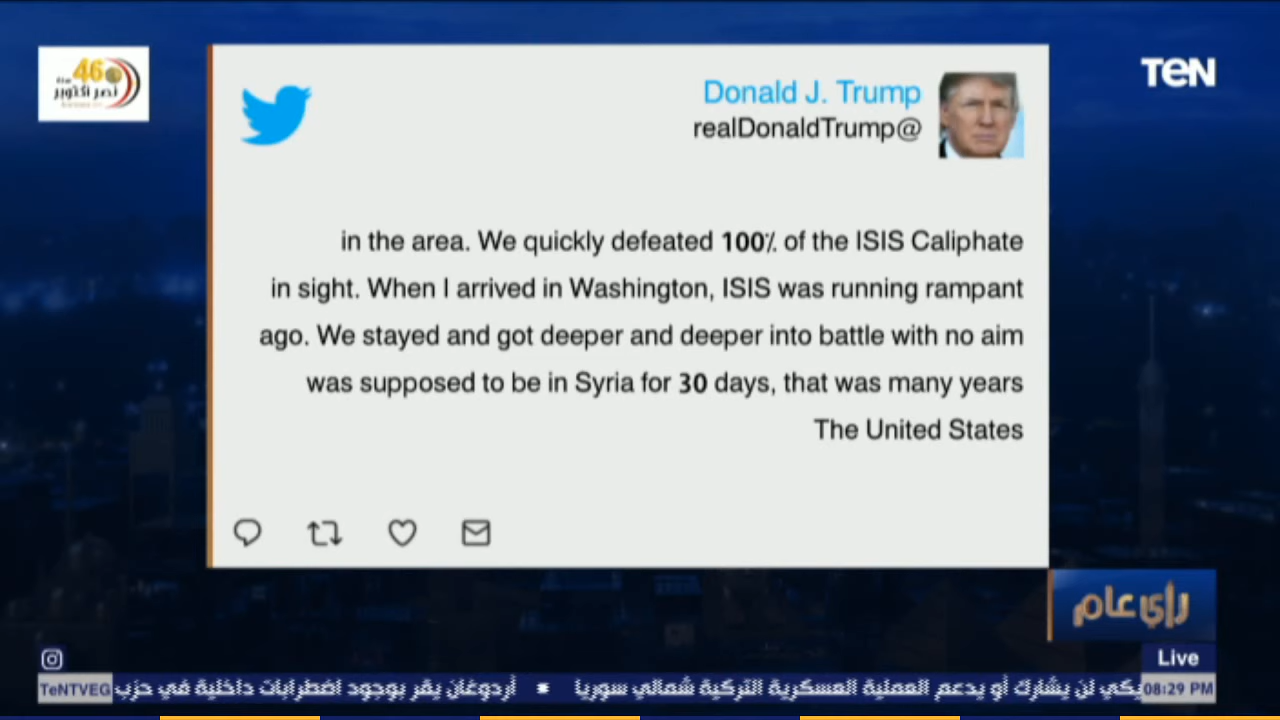 46
سنة
نصر أكتوبر
TeN
Donald J. Trump
realDonaldTrump@
in the area. We quickly defeated 100% of the ISIS Caliphate
in sight. When I arrived in Washington, ISIS was running rampant
ago. We stayed and got deeper and deeper into battle with no aim
was supposed to be in Syria for 30 days, that was many years
The United States
رأي عام
Live
08:29 PM
يكي لن يشارك أو يدعم العملية العسكرية التركية شمالي سوريا * أردوغان يقر بوجود اضطرابات داخلية في حزب
TeNTVEG